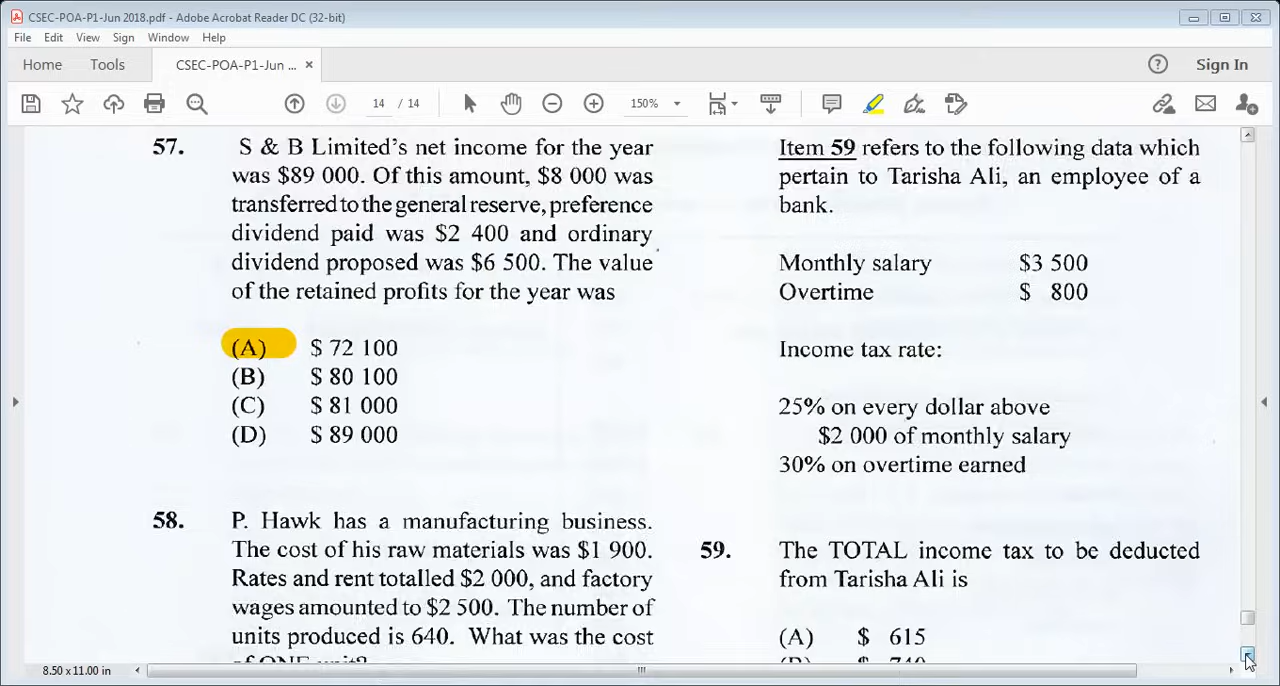 CSEC-POA-P1-Jun 2018.pdf - Adobe Acrobat Reader DC (32-bit)
File Edit View Sign Window Help
Home Tools CSEC-POA-P1-Jun ... × Sign In
14 / 14 150%
57. S & B Limited's net income for the year
was $89 000. Of this amount, $8 000 was
transferred to the general reserve, preference
dividend paid was $2 400 and ordinary
dividend proposed was $6 500. The value
of the retained profits for the year was
(A) $ 72 100
(B) $ 80 100
(C) $ 81 000
(D) $ 89 000
58. P. Hawk has a manufacturing business.
The cost of his raw materials was $1 900.
Rates and rent totalled $2 000, and factory
wages amounted to $2 500. The number of
units produced is 640. What was the cost
of ONE unit?
Item 59 refers to the following data which
pertain to Tarisha Ali, an employee of a
bank.
Monthly salary $3 500
Overtime $ 800
Income tax rate:
25% on every dollar above
$2 000 of monthly salary
30% on overtime earned
59. The TOTAL income tax to be deducted
from Tarisha Ali is
(A) $ 615
(B) $ 740
8.50 x 11.00 in